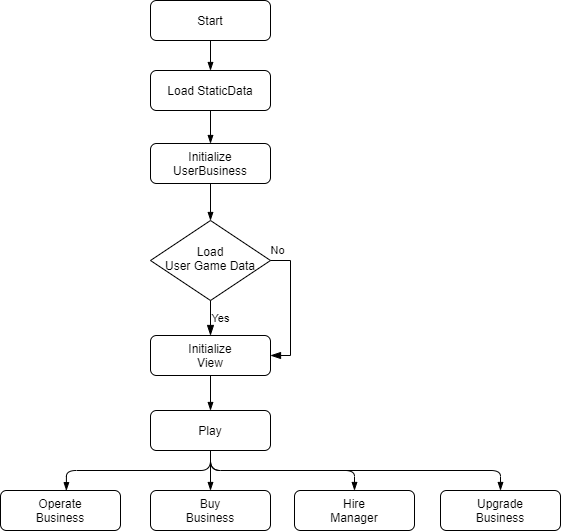 Start
Load StaticData
Initialize
UserBusiness
Load
User Game Data
No
Yes
Initialize
View
Play
Operate
Business
Buy
Business
Hire
Manager
Upgrade
Business